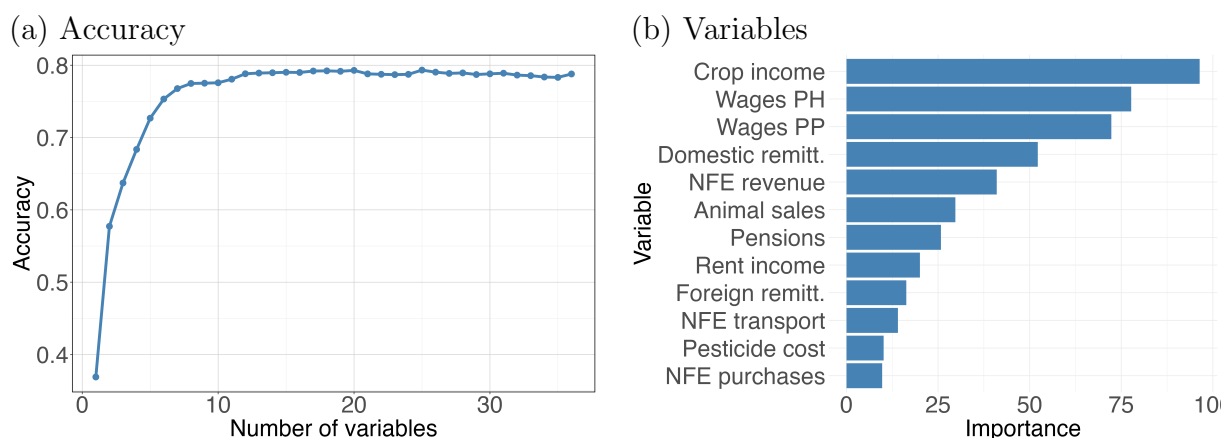 (a) Accuracy
0.8
0.7
0.6
0.5
0.4
Accuracy
0
10
20
30
Number of variables
(b) Variables
Crop income
Wages PH
Wages PP
Domestic remitt.
NFE revenue
Animal sales
Pensions
Rent income
Foreign remitt.
NFE transport
Pesticide cost
NFE purchases
Variable
0
25
50
75
Importance